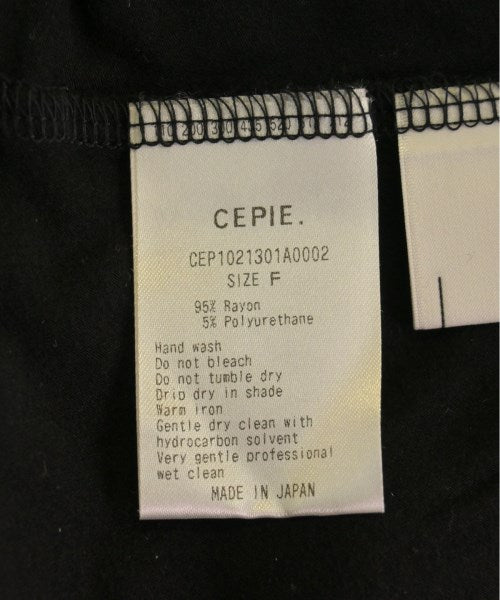 CEPIE.
CEP1021301A0002
SIZE F
95% Rayon
5% Polyurethane
Hand wash
Do not bleach
Do not tumble dry
Drip dry in shade
Warm iron
Gentle dry clean with
hydrocarbon solvent
Very gentle professional
wet clean
MADE IN JAPAN